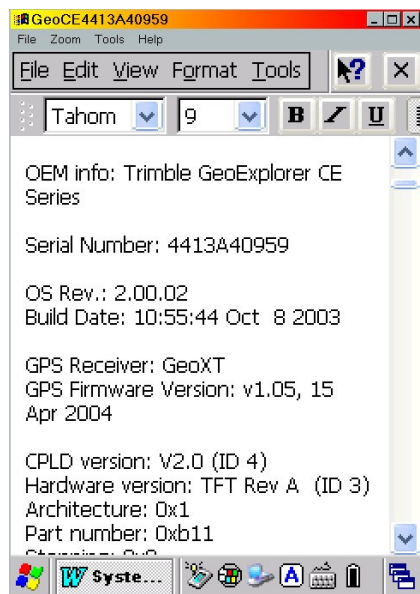 GeoCE4413A40959
File Zoom Tools Help
File Edit View Format Tools
Tahom 9 B I U
OEM info: Trimble GeoExplorer CE
Series
Serial Number: 4413A40959
OS Rev.: 2.00.02
Build Date: 10:55:44 Oct 8 2003
GPS Receiver: GeoXT
GPS Firmware Version: v1.05, 15
Apr 2004
CPLD version: V2.0 (ID 4)
Hardware version: TFT Rev A (ID 3)
Architecture: 0x1
Part number: 0xb11
Syste... A